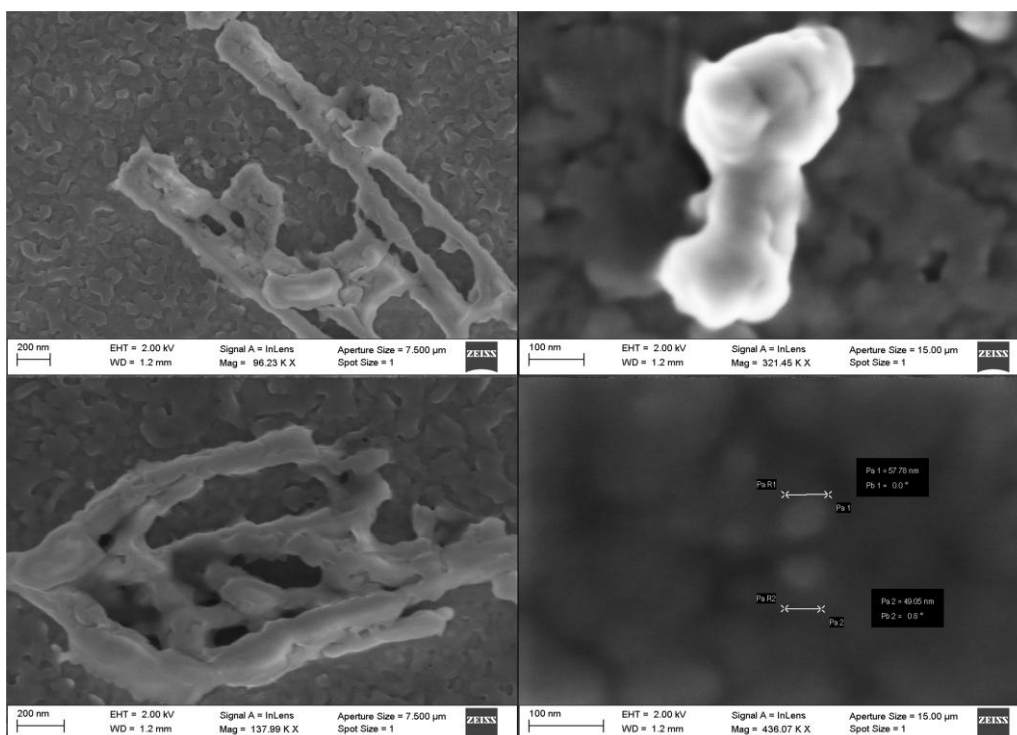 200 nm
EHT = 2.00 kV
Signal A = InLens
Aperture Size = 7.500 µm
WD = 1.2 mm
Mag = 96.23 K X
Spot Size = 1
ZEISS
100 nm
EHT = 2.00 kV
Signal A = InLens
Aperture Size = 15.00 µm
WD = 1.2 mm
Mag = 321.45 K X
Spot Size = 1
ZEISS
200 nm
EHT = 2.00 kV
Signal A = InLens
Aperture Size = 7.500 µm
WD = 1.2 mm
Mag = 137.99 K X
Spot Size = 1
ZEISS
Pa 1 = 57.78 nm
Pb 1 = 0.0 °
Pa R1
Pa 1
Pa R2
Pa 2 = 49.05 nm
Pb 2 = 0.8 °
Pa 2
100 nm
EHT = 2.00 kV
Signal A = InLens
Aperture Size = 15.00 µm
WD = 1.2 mm
Mag = 436.07 K X
Spot Size = 1
ZEISS